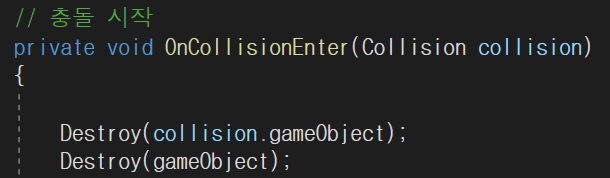 // 충돌 시작
private void OnCollisionEnter(Collision collision)
{
Destroy(collision.gameObject);
Destroy(gameObject);